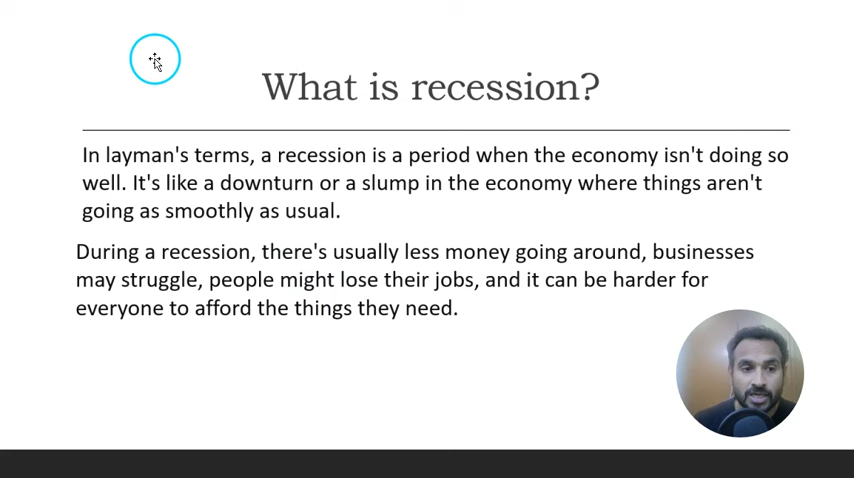 What is recession?
In layman's terms, a recession is a period when the economy isn't doing so
well. It's like a downturn or a slump in the economy where things aren't
going as smoothly as usual.
During a recession, there's usually less money going around, businesses
may struggle, people might lose their jobs, and it can be harder for
everyone to afford the things they need.